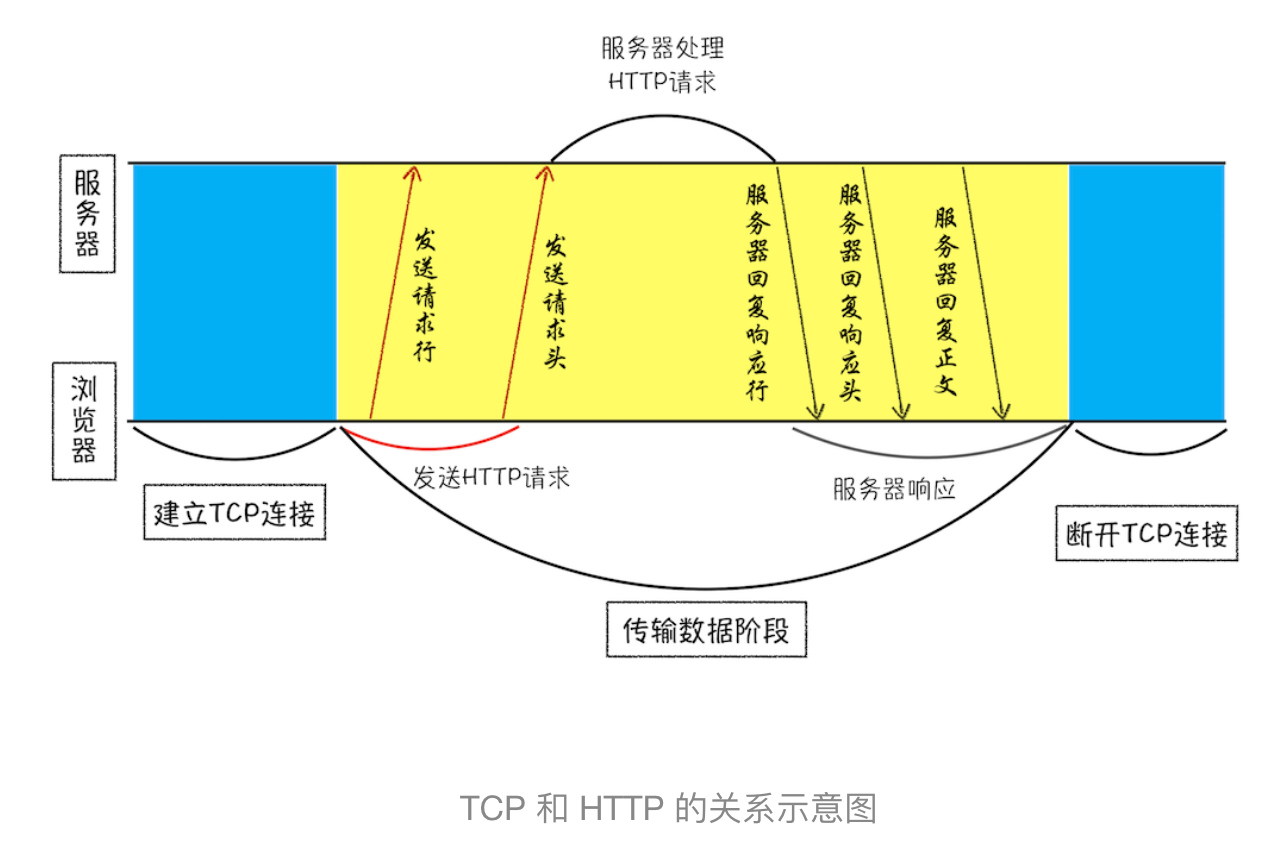 服务器处理
HTTP请求
服务器
浏览器
发送请求行
发送请求头
服务器回复响应行
服务器回复响应头
服务器回复正文
发送HTTP请求
服务器响应
建立TCP连接
断开TCP连接
传输数据阶段
TCP 和 HTTP 的关系示意图